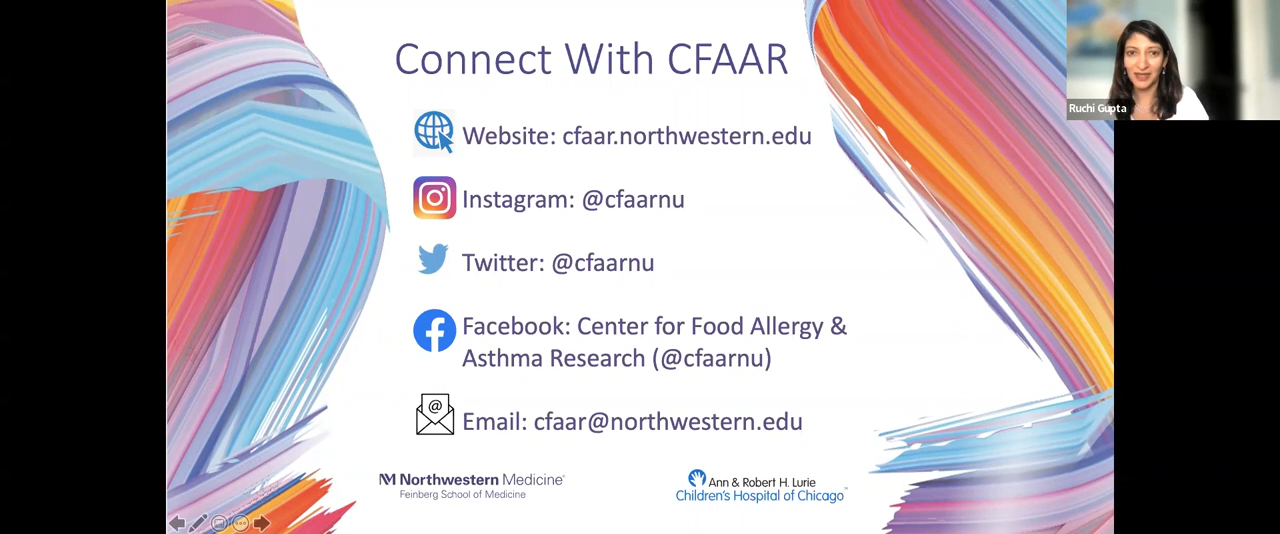 Connect With CFAAR
Ruchi Gupta
Website: cfaar.northwestern.edu
Instagram: @cfaarnu
Twitter: @cfaarnu
Facebook: Center for Food Allergy &
Asthma Research (@cfaarnu)
@
Email: cfaar@northwestern.edu
M Northwestern Medicine®
Feinberg School of Medicine
Ann & Robert H. Lurie
Children's Hospital of Chicago™